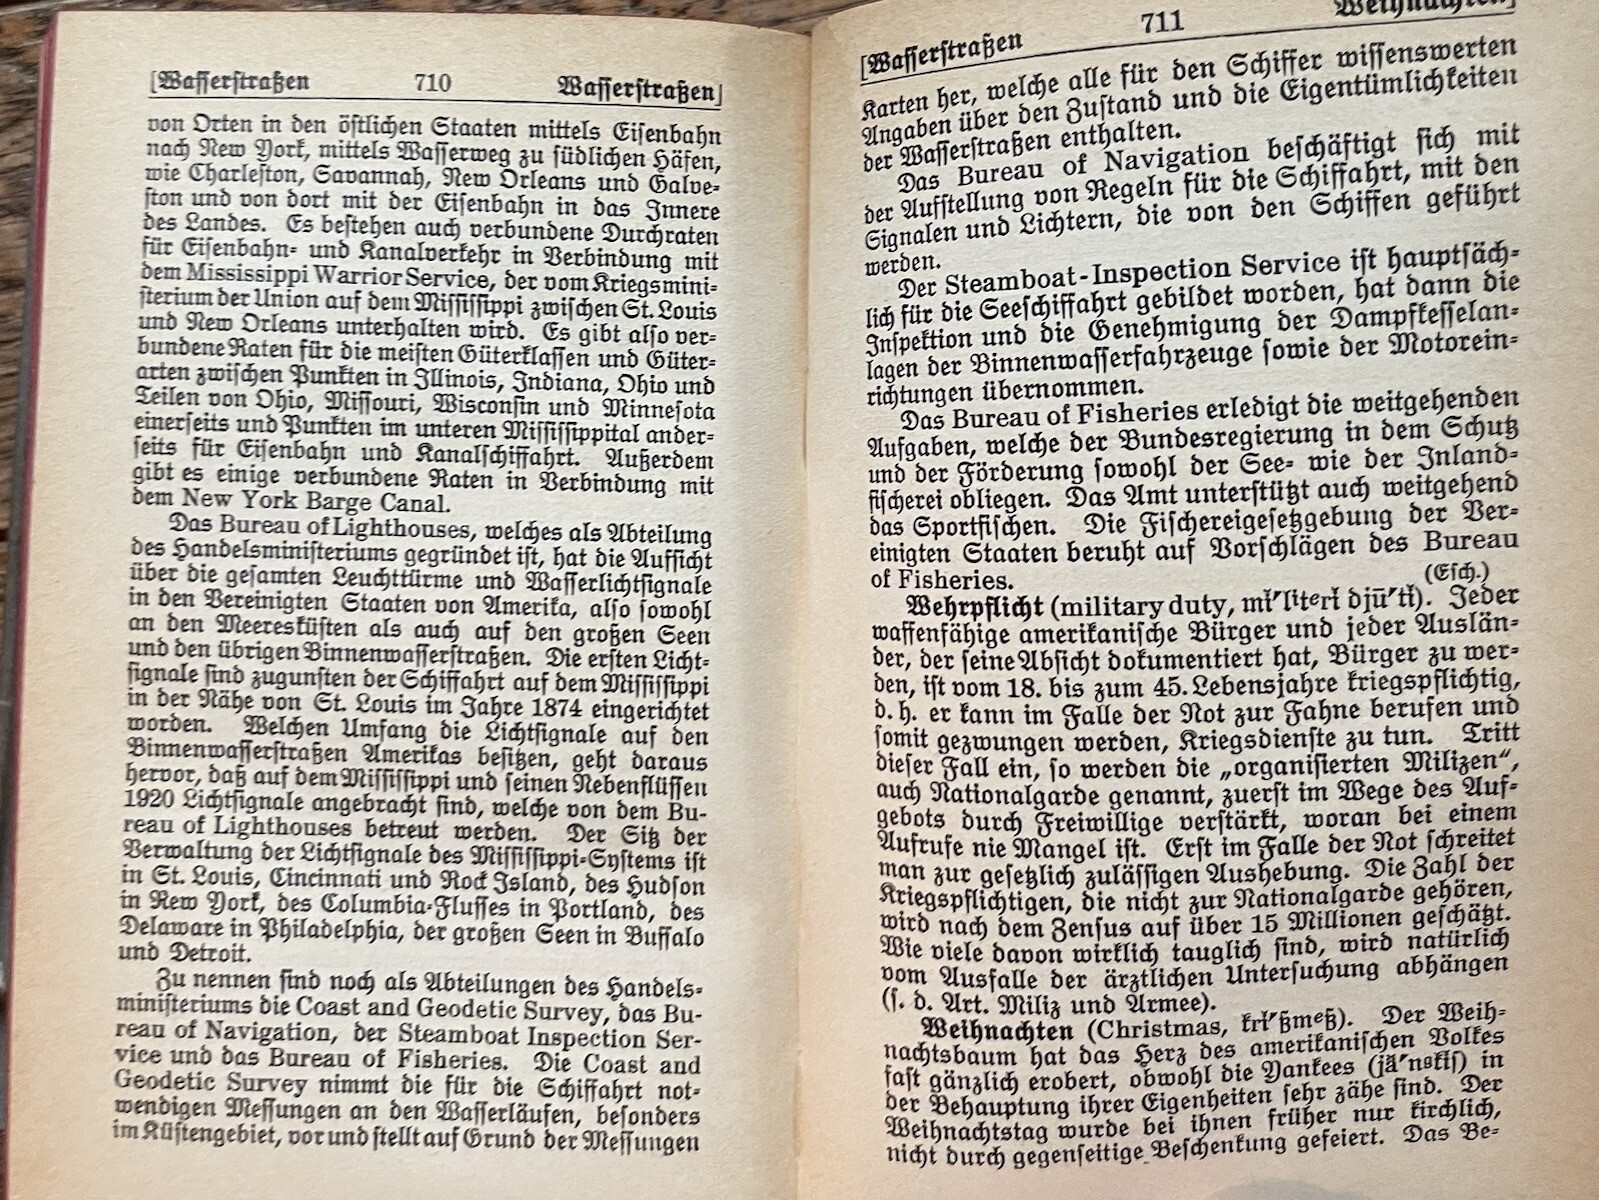 [Wasserstraßen 710 Wasserstraßen]
von Orten in den östlichen Staaten mittels Eisenbahn
nach New York, mittels Wasserweg zu südlichen Häfen,
wie Charleston, Savannah, New Orleans und Galve-
ston und von dort mit der Eisenbahn in das Innere
des Landes. Es bestehen auch verbundene Durchraten
für Eisenbahn- und Kanalverkehr in Verbindung mit
dem Mississippi Warrior Service, der vom Kriegsmini-
sterium der Union auf dem Mississippi zwischen St. Louis
und New Orleans unterhalten wird. Es gibt also ver-
bundene Raten für die meisten Güterklassen und Güter-
arten zwischen Punkten in Illinois, Indiana, Ohio und
Teilen von Ohio, Missouri, Wisconsin und Minnesota
einerseits und Punkten im unteren Mississippital ander-
seits für Eisenbahn und Kanalschiffahrt. Außerdem
gibt es einige verbundene Raten in Verbindung mit
dem New York Barge Canal.
Das Bureau of Lighthouses, welches als Abteilung
des Handelsministeriums gegründet ist, hat die Aufsicht
über die gesamten Leuchttürme und Wasserlichtsignale
in den Vereinigten Staaten von Amerika, also sowohl
an den Meeresküsten als auch auf den großen Seen
und den übrigen Binnenwasserstraßen. Die ersten Licht-
signale sind zugunsten der Schiffahrt auf dem Mississippi
in der Nähe von St. Louis im Jahre 1874 eingerichtet
worden. Welchen Umfang die Lichtsignale auf den
Binnenwasserstraßen Amerikas besitzen, geht daraus
hervor, daß auf dem Mississippi und seinen Nebenflüssen
1920 Lichtsignale angebracht sind, welche von dem Bu-
reau of Lighthouses betreut werden. Der Sitz der
Verwaltung der Lichtsignale des Mississippi-Systems ist
in St. Louis, Cincinnati und Rock Island, des Hudson
in New York, des Columbia-Flusses in Portland, des
Delaware in Philadelphia, der großen Seen in Buffalo
und Detroit.
Zu nennen sind noch als Abteilungen des Handels-
ministeriums die Coast and Geodetic Survey, das Bu-
reau of Navigation, der Steamboat Inspection Ser-
vice und das Bureau of Fisheries. Die Coast and
Geodetic Survey nimmt die für die Schiffahrt not-
wendigen Messungen an den Wasserläufen, besonders
im Küstengebiet, vor und stellt auf Grund der Messungen
[Wasserstraßen 711 Weihnachten]
Karten her, welche alle für den Schiffer wissenswerten
Angaben über den Zustand und die Eigentümlichkeiten
der Wasserstraßen enthalten.
Das Bureau of Navigation beschäftigt sich mit
der Aufstellung von Regeln für die Schiffahrt, mit den
Signalen und Lichtern, die von den Schiffen geführt
werden.
Der Steamboat-Inspection Service ist hauptsäch-
lich für die Seeschiffahrt gebildet worden, hat dann die
Inspektion und die Genehmigung der Dampfkesselan-
lagen der Binnenwasserfahrzeuge sowie der Motorein-
richtungen übernommen.
Das Bureau of Fisheries erledigt die weitgehenden
Aufgaben, welche der Bundesregierung in dem Schutz
und der Förderung sowohl der See- wie der Inland-
fischerei obliegen. Das Amt unterstützt auch weitgehend
das Sportfischen. Die Fischereigesetzgebung der Ver-
einigten Staaten beruht auf Vorschlägen des Bureau
of Fisheries. (Esch.)
Wehrpflicht (military duty, mĭ′lĭterĭ djū′tĭ). Jeder
waffenfähige amerikanische Bürger und jeder Auslän-
der, der seine Absicht dokumentiert hat, Bürger zu wer-
den, ist vom 18. bis zum 45. Lebensjahre kriegspflichtig,
d. h. er kann im Falle der Not zur Fahne berufen und
somit gezwungen werden, Kriegsdienste zu tun. Tritt
dieser Fall ein, so werden die „organisierten Milizen“,
auch Nationalgarde genannt, zuerst im Wege des Auf-
gebots durch Freiwillige verstärkt, woran bei einem
Aufrufe nie Mangel ist. Erst im Falle der Not schreitet
man zur gesetzlich zulässigen Aushebung. Die Zahl der
Kriegspflichtigen, die nicht zur Nationalgarde gehören,
wird nach dem Zensus auf über 15 Millionen geschätzt.
Wie viele davon wirklich tauglich sind, wird natürlich
vom Ausfalle der ärztlichen Untersuchung abhängen
(s. d. Art. Miliz und Armee).
Weihnachten (Christmas, krĭ′ßmeß). Der Weih-
nachtsbaum hat das Herz des amerikanischen Volkes
fast gänzlich erobert, obwohl die Yankees (jä′ngkis) in
der Behauptung ihrer Eigenheiten sehr zähe sind. Der
Weihnachtstag wurde bei ihnen früher nur kirchlich,
nicht durch gegenseitige Beschenkung gefeiert. Das Be-